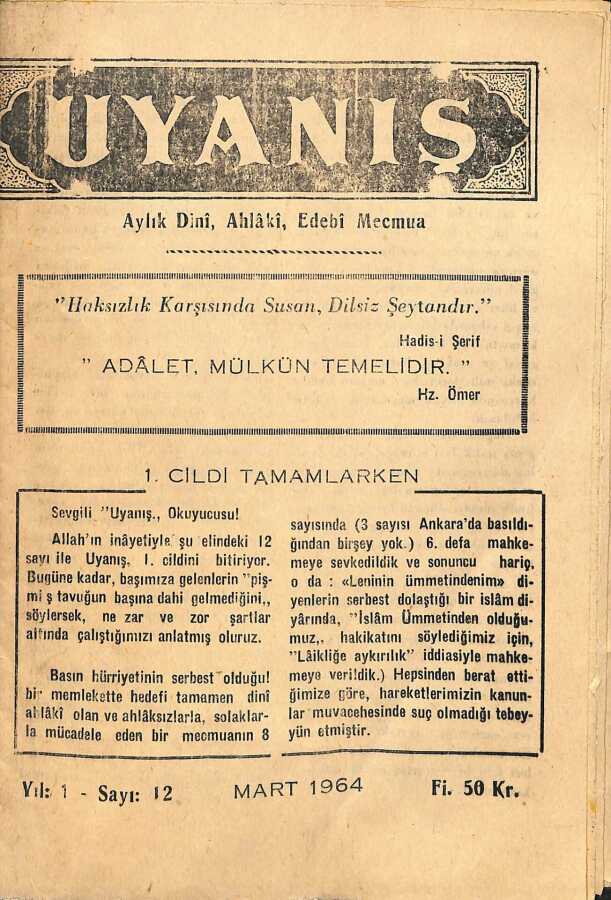 UYANIŞ
Aylık Dinî, Ahlâkî, Edebî Mecmua
"Haksızlık Karşısında Susan, Dilsiz Şeytandır."
Hadis-i Şerif
" ADÂLET, MÜLKÜN TEMELİDİR. "
Hz. Ömer
1. CİLDİ TAMAMLARKEN
Sevgili "Uyanış., Okuyucusu!
Allah'ın inâyetiyle şu elindeki 12
sayı ile Uyanış, 1. cildini bitiriyor.
Bugüne kadar, başımıza gelenlerin "piş-
miş tavuğun başına dahi gelmediğini,,
söylersek, ne zar ve zor şartlar
altında çalıştığımızı anlatmış oluruz.
Basın hürriyetinin serbest olduğu!
bir memlekette hedefi tamamen dinî
ahlâkî olan ve ahlâksızlarla, solaklar-
la mücadele eden bir mecmuanın 8
sayısında (3 sayısı Ankara'da basıldı-
ğından birşey yok.) 6. defa mahke-
meye sevkedildik ve sonuncu hariç,
o da : «Leninin ümmetindenim» di-
yenlerin serbest dolaştığı bir islâm di-
yârında, "İslâm Ümmetinden olduğu-
muz,, hakikatını söylediğimiz için,
"Lâikliğe aykırılık" iddiasiyle mahke-
meye verildik.) Hepsinden berat etti-
ğimize göre, hareketlerimizin kanun-
lar muvacehesinde suç olmadığı tebey-
yün etmiştir.
Yıl: 1 - Sayı: 12 MART 1964 Fi. 50 Kr.